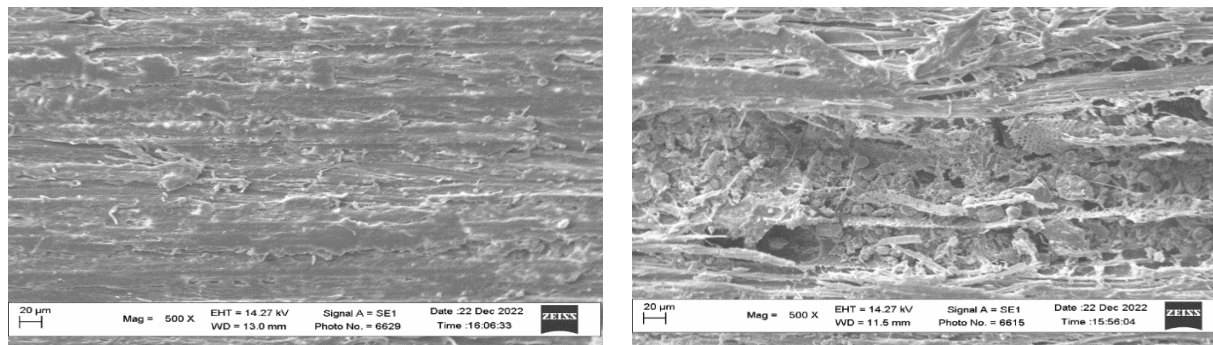 20 µm
Mag = 500 X
EHT = 14.27 kV
WD = 13.0 mm
Signal A = SE1
Photo No. = 6629
Date :22 Dec 2022
Time :16:06:33
ZEISS
20 µm
Mag = 500 X
EHT = 14.27 kV
WD = 11.5 mm
Signal A = SE1
Photo No. = 6615
Date :22 Dec 2022
Time :15:56:04
ZEISS